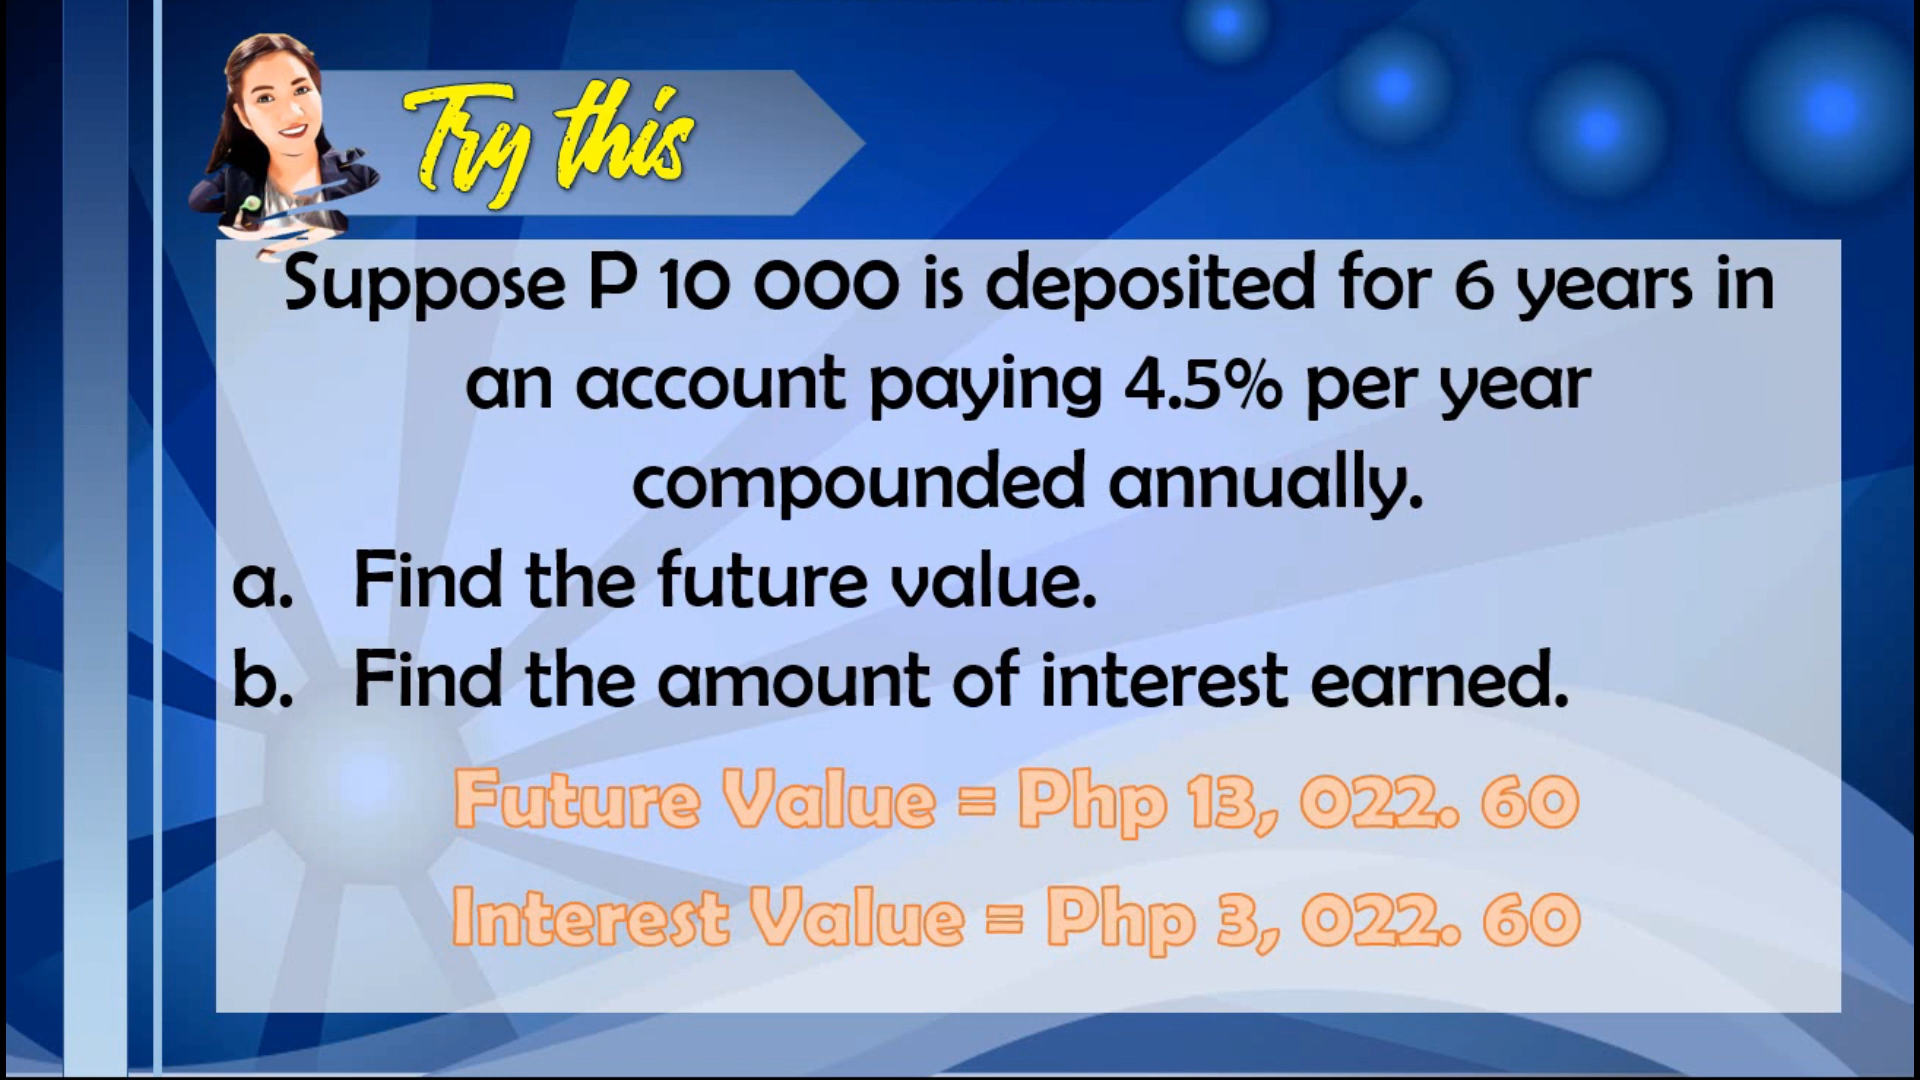 Try this
Suppose P 10 000 is deposited for 6 years in
an account paying 4.5% per year
compounded annually.
a. Find the future value.
b. Find the amount of interest earned.
Future Value = Php 13, 022. 60
Interest Value = Php 3, 022. 60